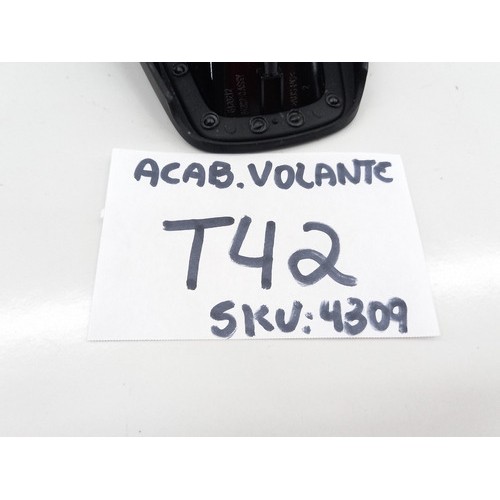 ACAB. VOLANTE
T42
SKU: 4309